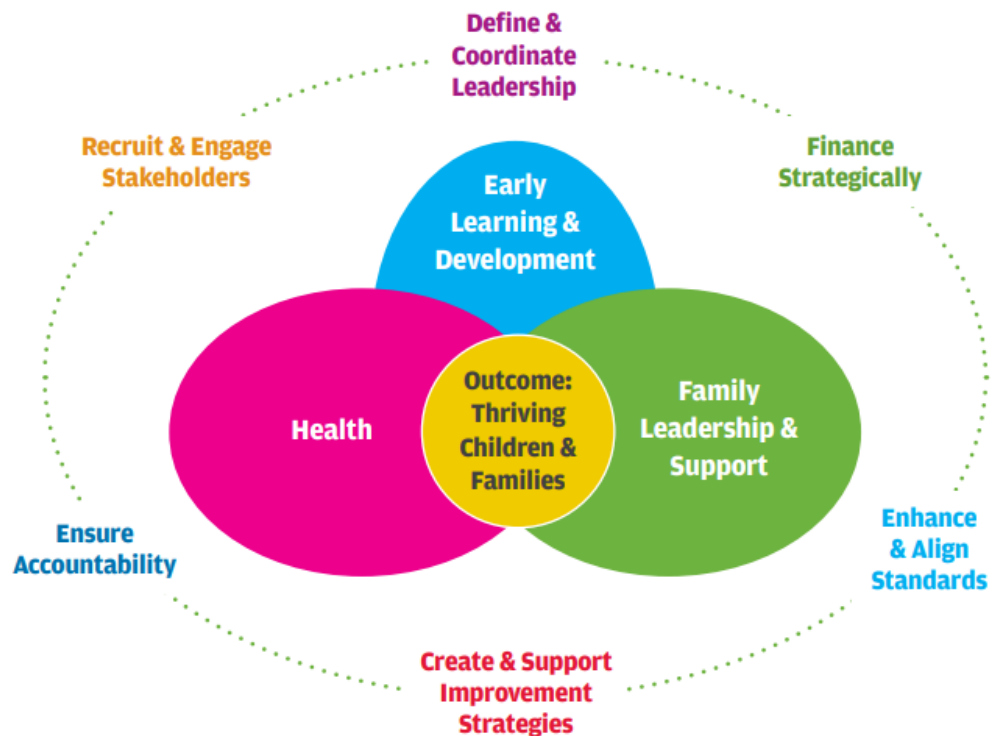 Define &
Coordinate
Leadership
Recruit & Engage
Stakeholders
Finance
Strategically
Early
Learning &
Development
Health
Outcome:
Thriving
Children &
Families
Family
Leadership &
Support
Ensure
Accountability
Enhance
& Align
Standards
Create & Support
Improvement
Strategies